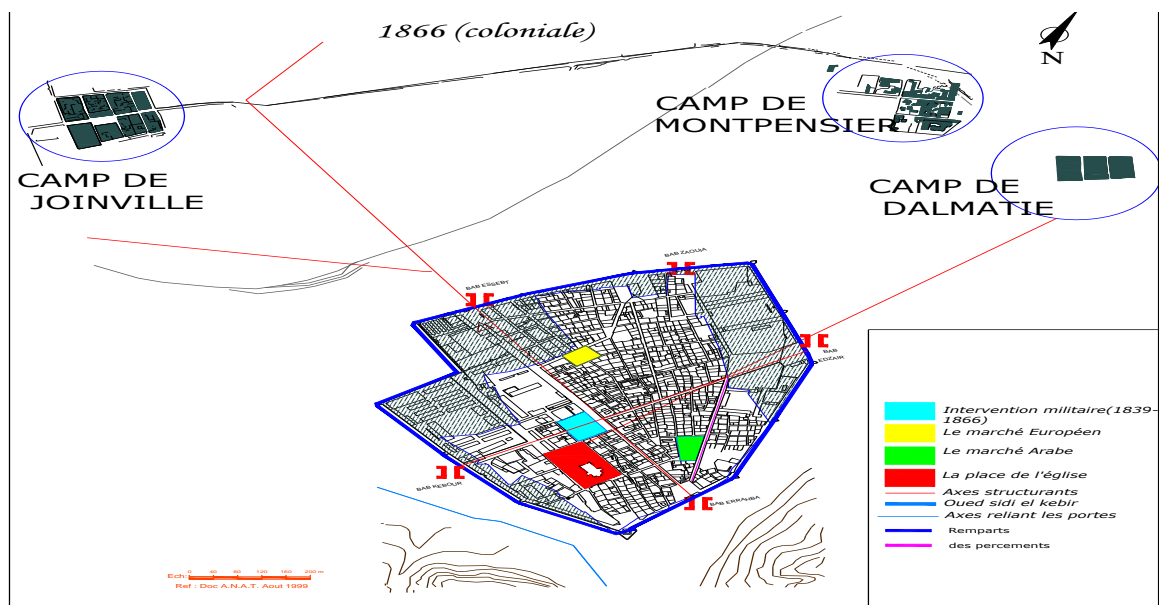 1866 (coloniale)
N
CAMP DE
MONTPENSIER
CAMP DE
JOINVILLE
CAMP DE
DALMATIE
BAB ZAOUIA
BAB ESSEBT
BAB
EDZAIR
BAB REBOUR
BAB ERRAHBA
Intervention militaire(1839-
1866)
Le marché Européen
Le marché Arabe
La place de l'église
Axes structurants
Oued sidi el kebir
Axes reliant les portes
Remparts
des percements
Ech:
0 40 80 120 160 200 m
Ref : Doc A.N.A.T. Aout 1999